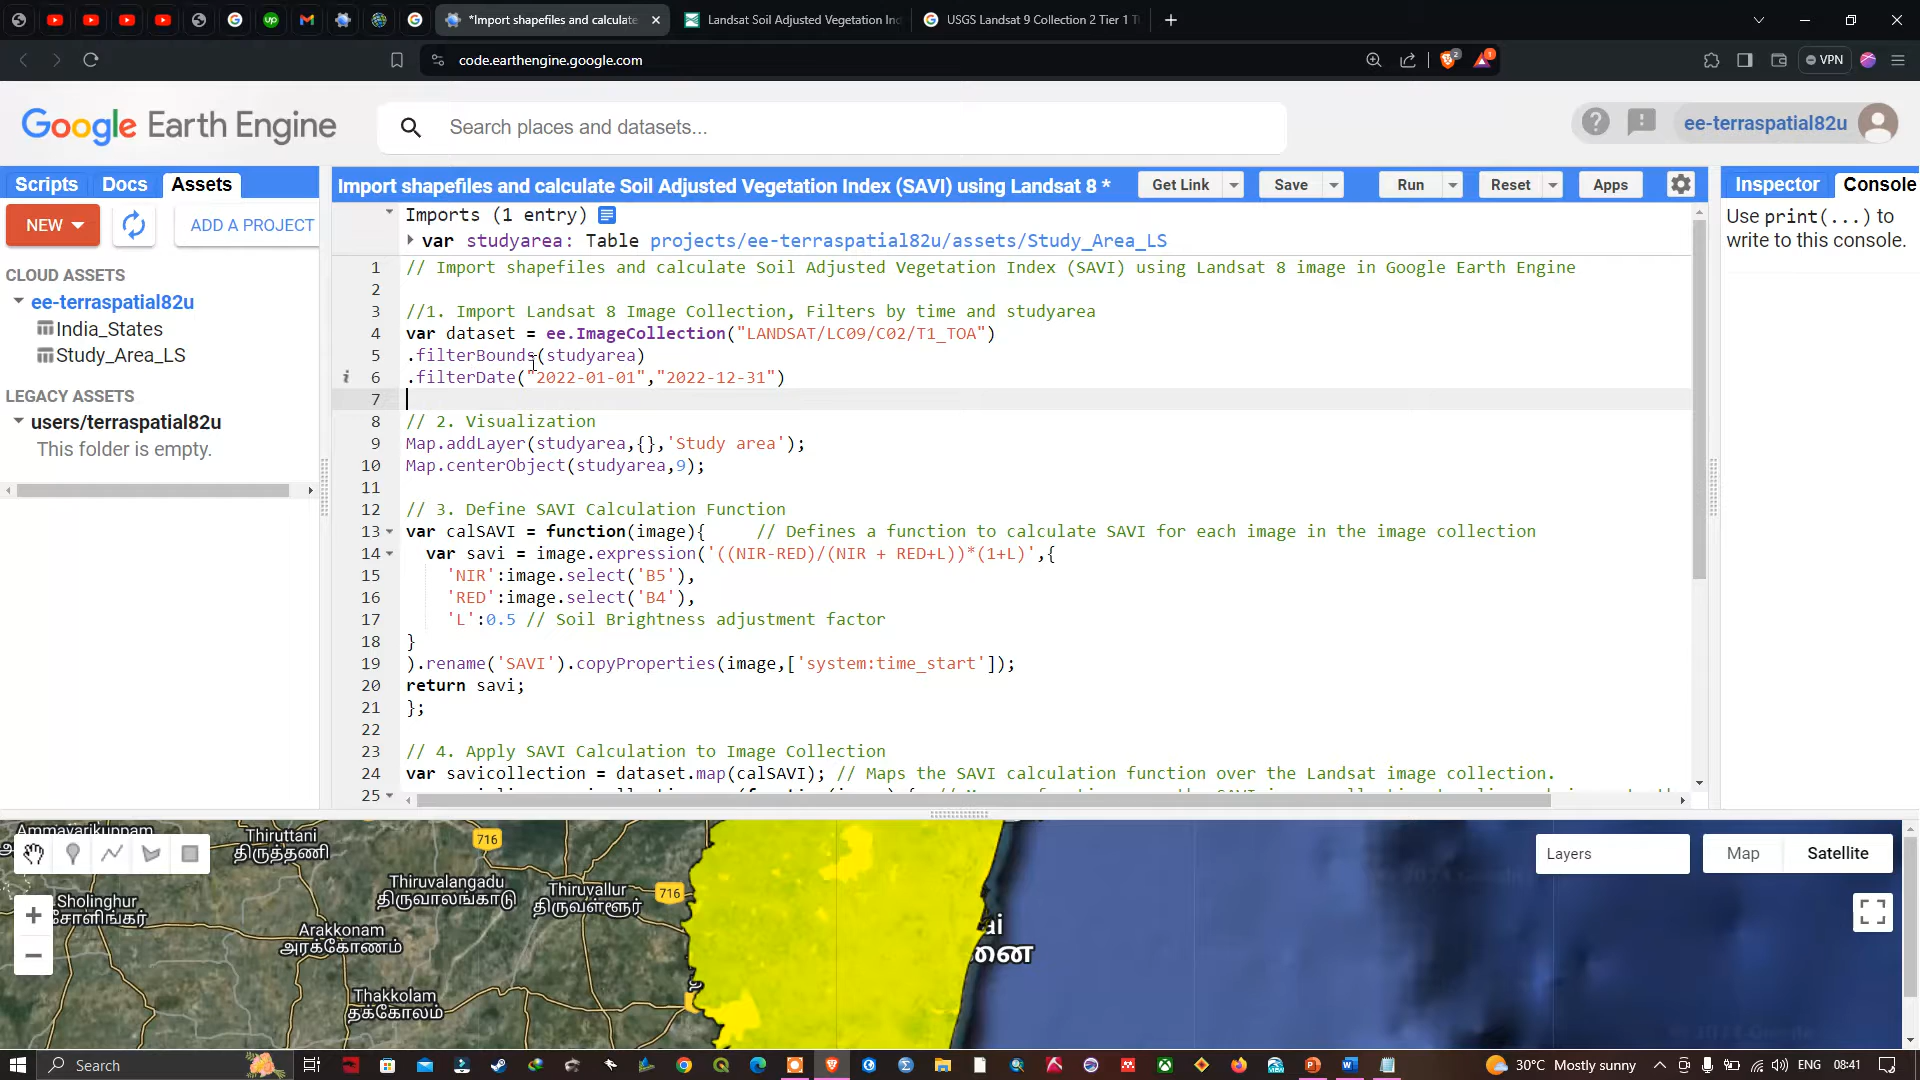 *Import shapefiles and calculate
Landsat Soil Adjusted Vegetation Ind
USGS Landsat 9 Collection 2 Tier 1 T
code.earthengine.google.com
2
1
VPN
Google Earth Engine
Search places and datasets...
ee-terraspatial82u
Scripts Docs Assets
NEW
ADD A PROJECT
CLOUD ASSETS
ee-terraspatial82u
India_States
Study_Area_LS
LEGACY ASSETS
users/terraspatial82u
This folder is empty.
Import shapefiles and calculate Soil Adjusted Vegetation Index (SAVI) using Landsat 8 *
Get Link Save Run Reset Apps
Imports (1 entry)
var studyarea: Table projects/ee-terraspatial82u/assets/Study_Area_LS
1 // Import shapefiles and calculate Soil Adjusted Vegetation Index (SAVI) using Landsat 8 image in Google Earth Engine
2
3 //1. Import Landsat 8 Image Collection, Filters by time and studyarea
4 var dataset = ee.ImageCollection("LANDSAT/LC09/C02/T1_TOA")
5 .filterBounds(studyarea)
i 6 .filterDate("2022-01-01","2022-12-31")
7
8 // 2. Visualization
9 Map.addLayer(studyarea,{},'Study area');
10 Map.centerObject(studyarea,9);
11
12 // 3. Define SAVI Calculation Function
13 var calSAVI = function(image){ // Defines a function to calculate SAVI for each image in the image collection
14 var savi = image.expression('((NIR-RED)/(NIR + RED+L))*(1+L)',{
15 'NIR':image.select('B5'),
16 'RED':image.select('B4'),
17 'L':0.5 // Soil Brightness adjustment factor
18 }
19 ).rename('SAVI').copyProperties(image,['system:time_start']);
20 return savi;
21 };
22
23 // 4. Apply SAVI Calculation to Image Collection
24 var savicollection = dataset.map(calSAVI); // Maps the SAVI calculation function over the Landsat image collection.
25
Inspector Console
Use print(...) to
write to this console.
Ammavarikuppam
Thiruttani
திருத்தணி
716
Sholinghur
சோளிங்கர்
Thiruvalangadu
திருவாலங்காடு
Thiruvallur
திருவள்ளூர்
716
Arakkonam
அரக்கோணம்
Thakkolam
தக்கோலம்
ai
னை
Layers
Map Satellite
Search
30°C Mostly sunny
ENG 08:41